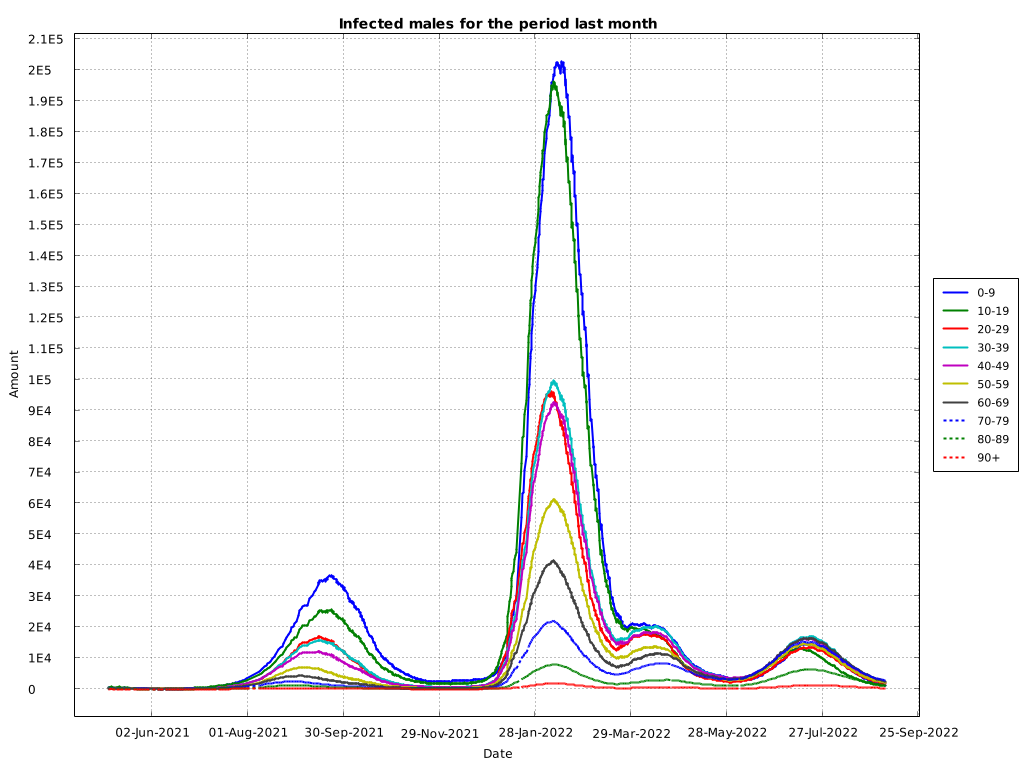 Infected males for the period last month
2.1E5
2E5
1.9E5
1.8E5
1.7E5
1.6E5
1.5E5
1.4E5
1.3E5
1.2E5
1.1E5
1E5
9E4
8E4
7E4
6E4
5E4
4E4
3E4
2E4
1E4
0
Amount
02-Jun-2021 01-Aug-2021 30-Sep-2021 29-Nov-2021 28-Jan-2022 29-Mar-2022 28-May-2022 27-Jul-2022 25-Sep-2022
Date
0-9
10-19
20-29
30-39
40-49
50-59
60-69
70-79
80-89
90+